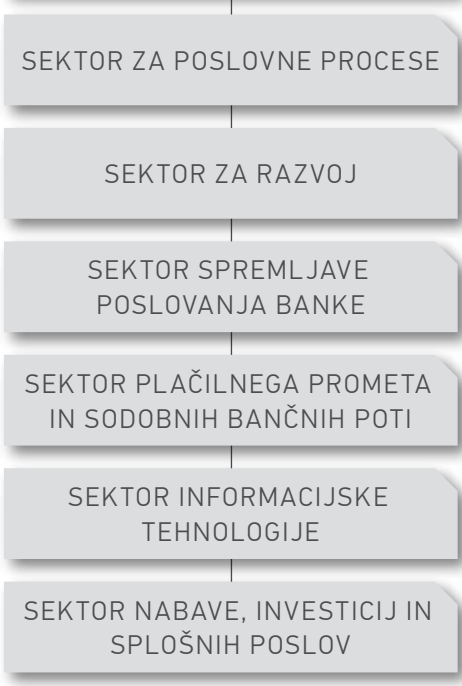 SEKTOR ZA POSLOVNE PROCESE
SEKTOR ZA RAZVOJ
SEKTOR SPREMLJAVE
POSLOVANJA BANKE
SEKTOR PLAČILNEGA PROMETA
IN SODOBNIH BANČNIH POTI
SEKTOR INFORMACIJSKE
TEHNOLOGIJE
SEKTOR NABAVE, INVESTICIJ IN
SPLOŠNIH POSLOV